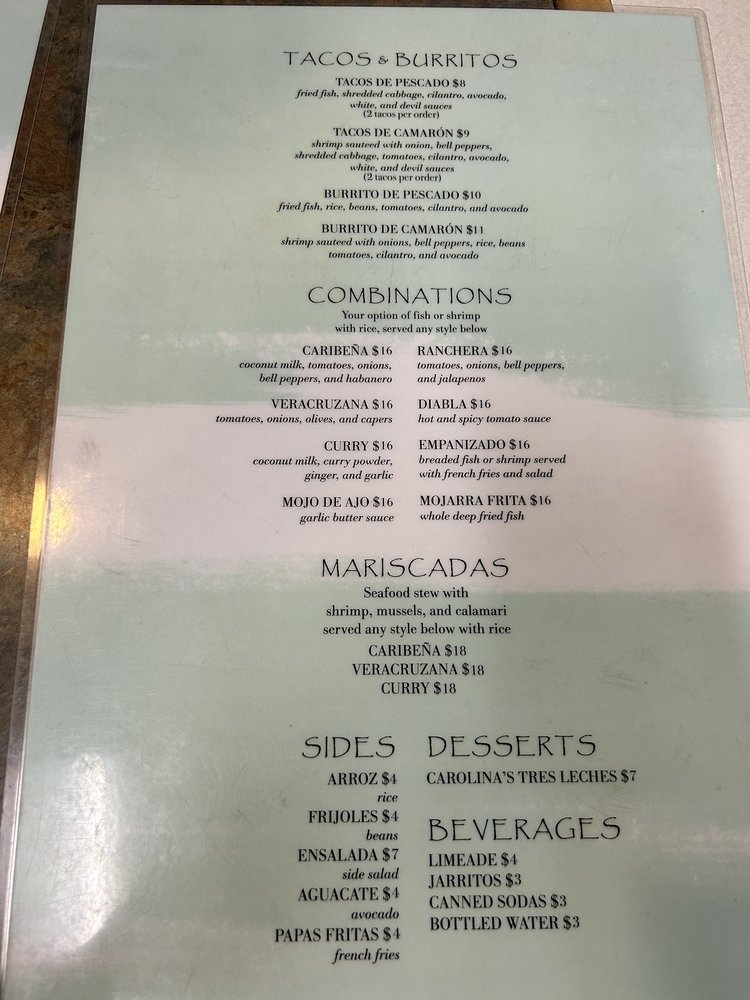 TACOS & BURRITOS
TACOS DE PESCADO $8
fried fish, shredded cabbage, cilantro, avocado,
white, and devil sauces
(2 tacos per order)
TACOS DE CAMARÓN $9
shrimp sauteed with onion, bell peppers,
shredded cabbage, tomatoes, cilantro, avocado,
white, and devil sauces
(2 tacos per order)
BURRITO DE PESCADO $10
fried fish, rice, beans, tomatoes, cilantro, and avocado
BURRITO DE CAMARÓN $11
shrimp sauteed with onions, bell peppers, rice, beans
tomatoes, cilantro, and avocado
COMBINATIONS
Your option of fish or shrimp
with rice, served any style below
CARIBEÑA $16
coconut milk, tomatoes, onions,
bell peppers, and habanero
VERACRUZANA $16
tomatoes, onions, olives, and capers
CURRY $16
coconut milk, curry powder,
ginger, and garlic
MOJO DE AJO $16
garlic butter sauce
RANCHERA $16
tomatoes, onions, bell peppers,
and jalapenos
DIABLA $16
hot and spicy tomato sauce
EMPANIZADO $16
breaded fish or shrimp served
with french fries and salad
MOJARRA FRITA $16
whole deep fried fish
MARISCADAS
Seafood stew with
shrimp, mussels, and calamari
served any style below with rice
CARIBEÑA $18
VERACRUZANA $18
CURRY $18
SIDES
ARROZ $4
rice
FRIJOLES $4
beans
ENSALADA $7
side salad
AGUACATE $4
avocado
PAPAS FRITAS $4
french fries
DESSERTS
CAROLINA'S TRES LECHES $7
BEVERAGES
LIMEADE $4
JARRITOS $3
CANNED SODAS $3
BOTTLED WATER $3